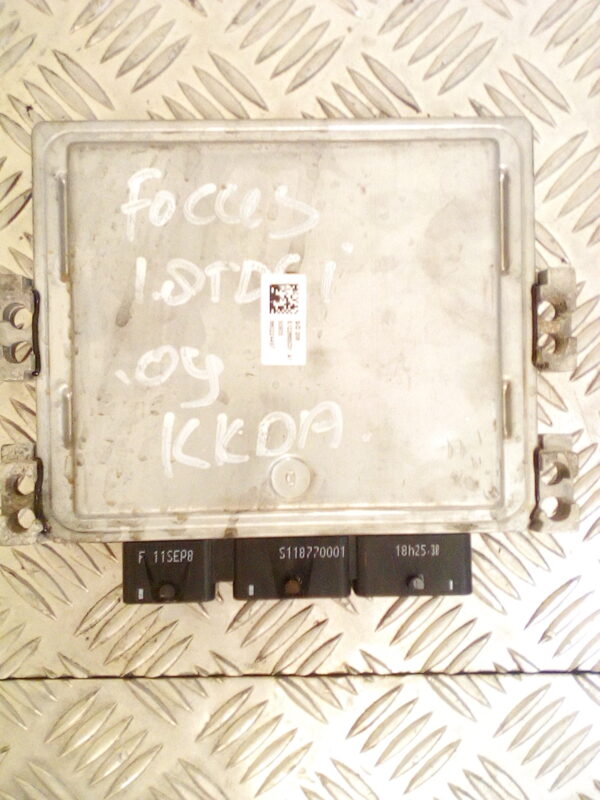 Focus
1.8TDCi
.09
KKDA
F 11SEP8
S118770001
18h25:38